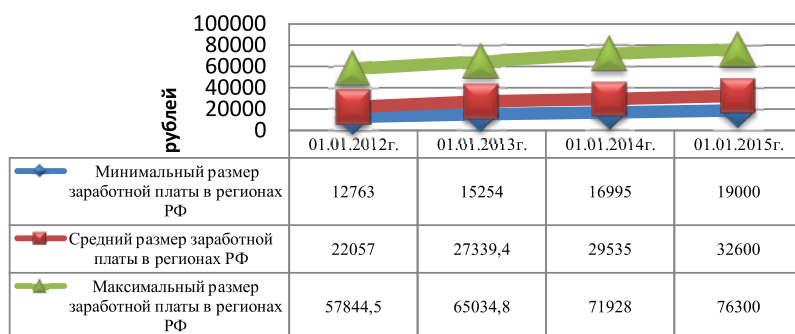 100000
80000
60000
40000
20000
0
рублей
01.01.2012г. 01.01.2013г. 01.01.2014г. 01.01.2015г.
Минимальный размер
заработной платы в регионах
РФ
12763 15254 16995 19000
Средний размер заработной
платы в регионах РФ
22057 27339,4 29535 32600
Максимальный размер
заработной платы в регионах
РФ
57844,5 65034,8 71928 76300